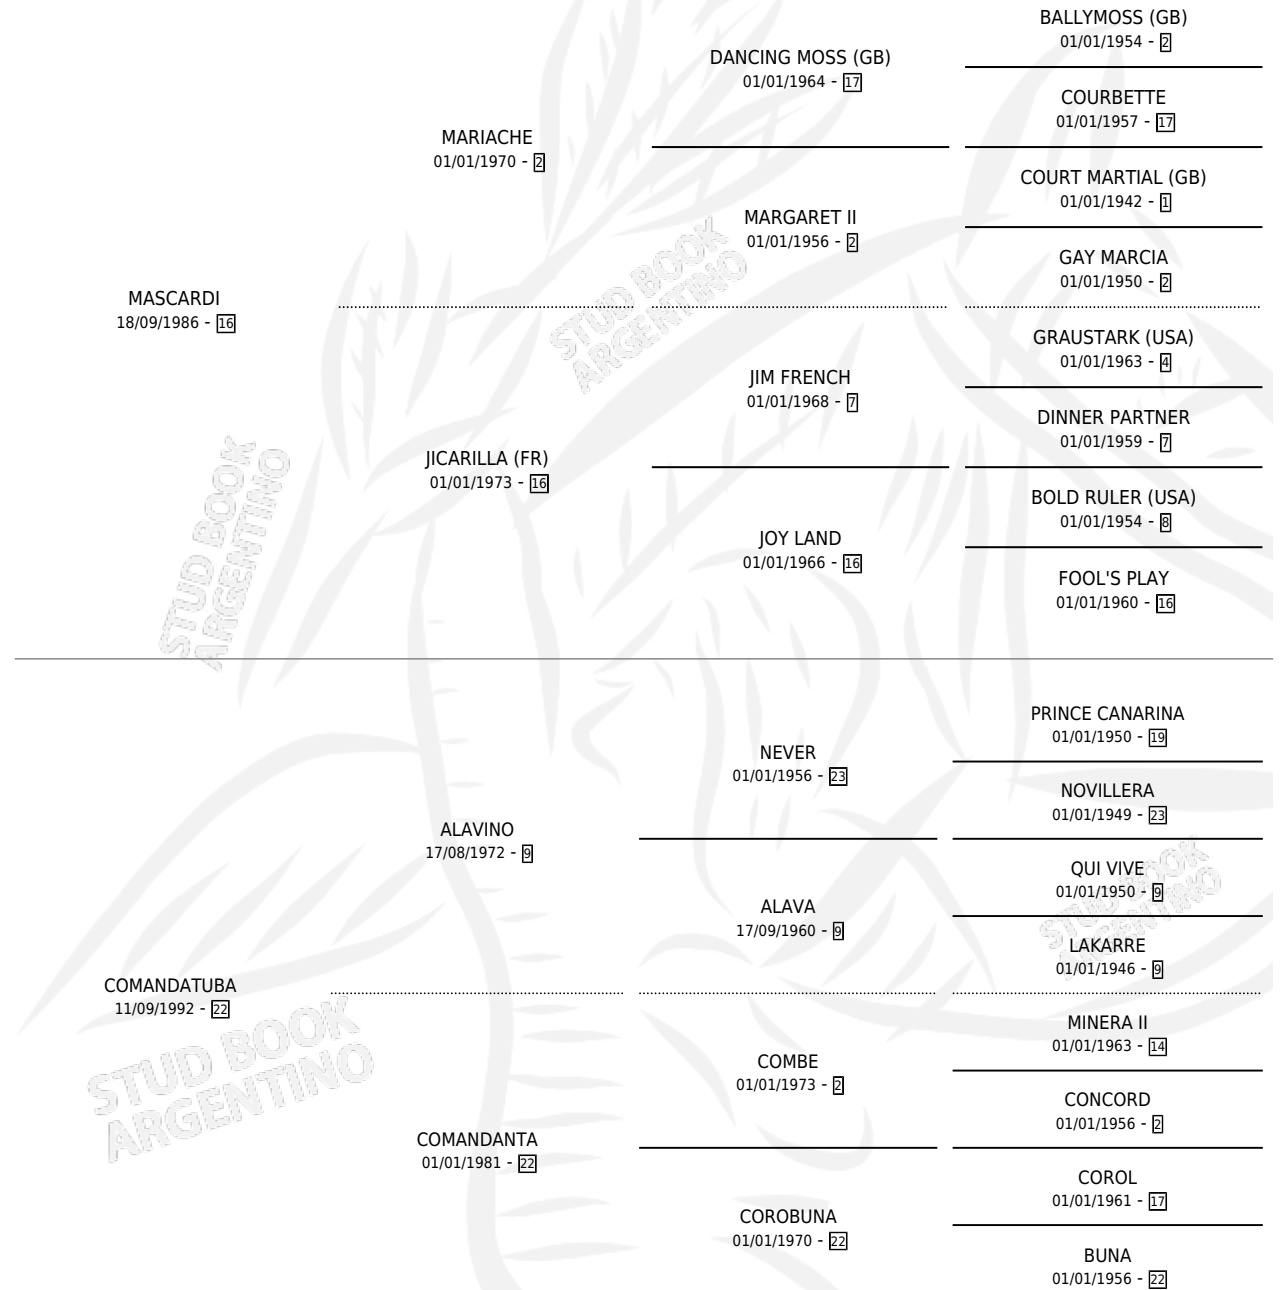 BALLYMOSS (GB)
01/01/1954 - 2
DANCING MOSS (GB)
01/01/1964 - 17
COURBETTE
01/01/1957 - 17
MARIACHE
01/01/1970 - 2
COURT MARTIAL (GB)
01/01/1942 - 1
MARGARET II
01/01/1956 - 2
GAY MARCIA
01/01/1950 - 2
MASCARDI
18/09/1986 - 16
GRAUSTARK (USA)
01/01/1963 - 4
JIM FRENCH
01/01/1968 - 7
DINNER PARTNER
01/01/1959 - 7
JICARILLA (FR)
01/01/1973 - 16
BOLD RULER (USA)
01/01/1954 - 8
JOY LAND
01/01/1966 - 16
FOOL'S PLAY
01/01/1960 - 16
PRINCE CANARINA
01/01/1950 - 19
NEVER
01/01/1956 - 23
NOVILLERA
01/01/1949 - 23
ALAVINO
17/08/1972 - 9
QUI VIVE
01/01/1950 - 9
ALAVA
17/09/1960 - 9
LAKARRE
01/01/1946 - 9
COMANDATUBA
11/09/1992 - 22
MINERA II
01/01/1963 - 14
COMBE
01/01/1973 - 2
CONCORD
01/01/1956 - 2
COMANDANTA
01/01/1981 - 22
COROL
01/01/1961 - 17
COROBUNA
01/01/1970 - 22
BUNA
01/01/1956 - 22
STUD BOOK
ARGENTINO
STUD BOOK
ARGENTINO
STUD BOOK
ARGENTINO
STUD BOOK
ARGENTINO